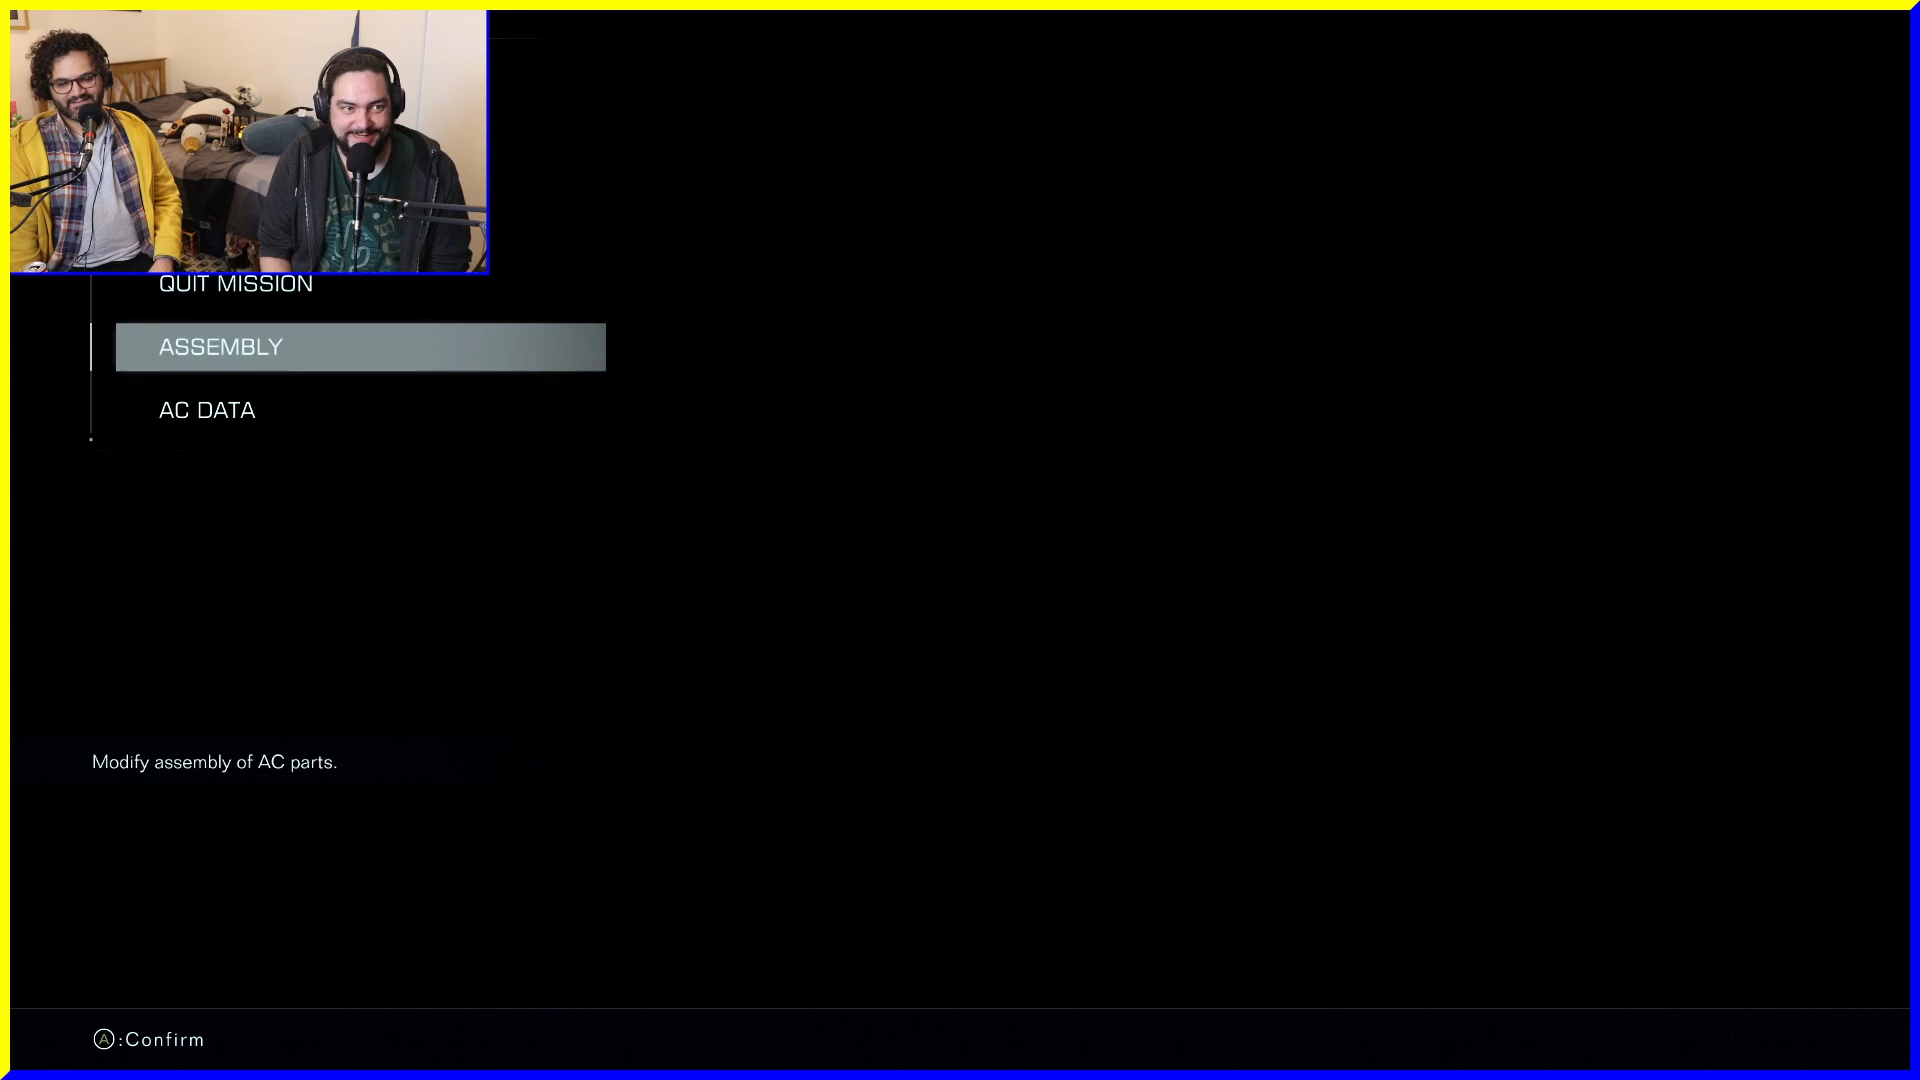 QUIT MISSION
ASSEMBLY
AC DATA
Modify assembly of AC parts.
Ⓐ:Confirm